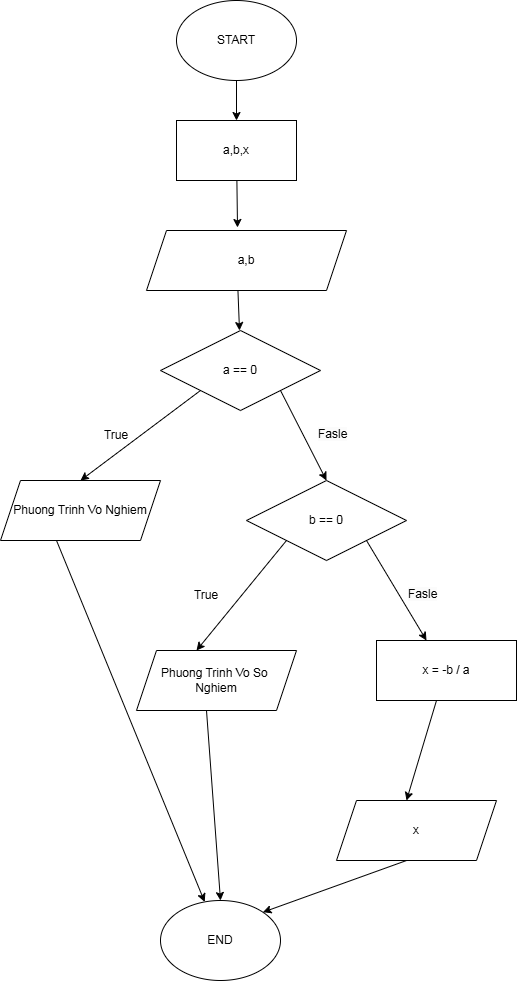 START
a,b,x
a,b
a == 0
True
Fasle
Phuong Trinh Vo Nghiem
b == 0
True
Fasle
Phuong Trinh Vo So
Nghiem
x = -b / a
x
END